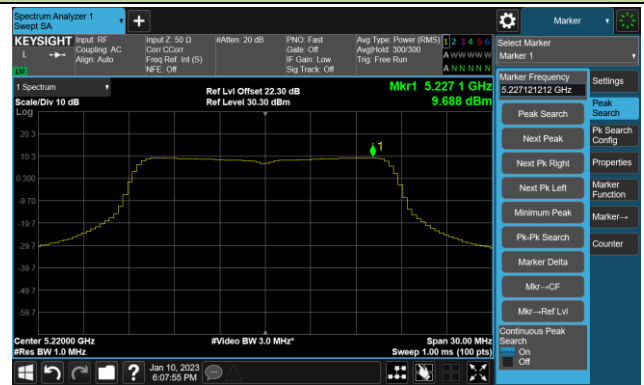 Spectrum Analyzer 1
Swept SA
Marker
KEYSIGHT
L
Input: RF
Coupling: AC
Align: Auto
Input Z: 50 Ω
Corr CCorr
Freq Ref: Int (S)
NFE: Off
#Atten: 20 dB
PNO: Fast
Gate: Off
IF Gain: Low
Sig Track: Off
Avg Type: Power (RMS)
Avg|Hold: 300/300
Trig: Free Run
1 2 3 4 5 6
A W W W W W
A N N N N N
Select Marker
Marker 1
1 Spectrum
Scale/Div 10 dB
Log
Ref Lvl Offset 22.30 dB
Ref Level 30.30 dBm
Mkr1 5.227 1 GHz
9.688 dBm
1
20.3
10.3
0.300
-9.70
-19.7
-29.7
-39.7
-49.7
-59.7
Center 5.22000 GHz
#Res BW 1.0 MHz
#Video BW 3.0 MHz*
Span 30.00 MHz
Sweep 1.00 ms (100 pts)
Marker Frequency
5.227121212 GHz
Peak Search
Next Peak
Next Pk Right
Next Pk Left
Minimum Peak
Pk-Pk Search
Marker Delta
Mkr→CF
Mkr→Ref Lvl
Continuous Peak
Search
On
Off
Settings
Peak
Search
Pk Search
Config
Properties
Marker
Function
Marker→
Counter
?
Jan 10, 2023
6:07:55 PM